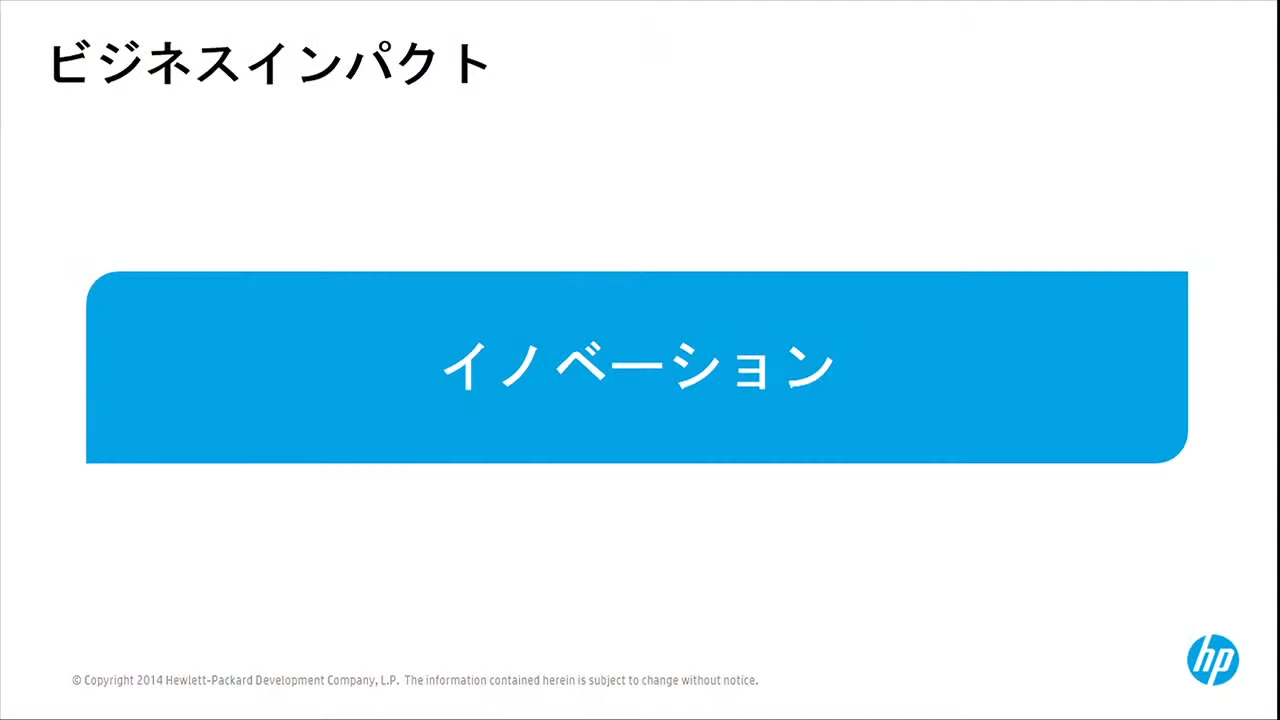 ビジネスインパクト
イノベーション
© Copyright 2014 Hewlett-Packard Development Company, L.P. The information contained herein is subject to change without notice.
hp